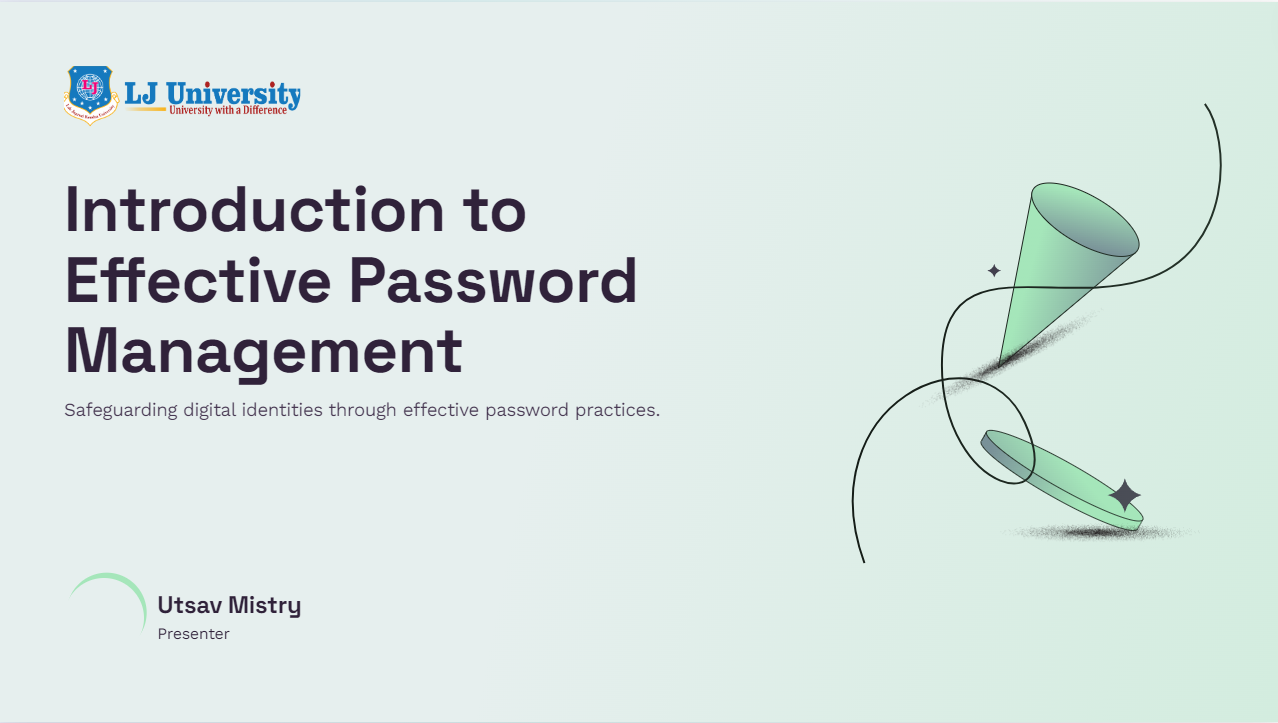 LJ
LJ University
University with a Difference
Introduction to
Effective Password
Management
Safeguarding digital identities through effective password practices.
Utsav Mistry
Presenter